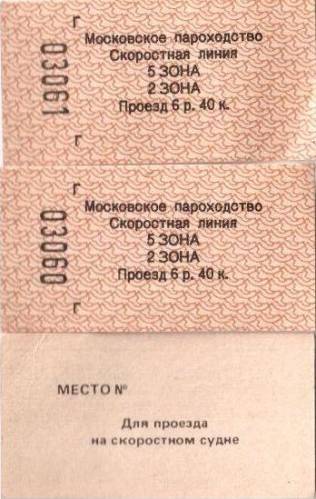 Г
03061
Московское пароходство
Скоростная линия
5 ЗОНА
2 ЗОНА
Проезд 6 р. 40 к.
Г
Г
03060
Московское пароходство
Скоростная линия
5 ЗОНА
2 ЗОНА
Проезд 6 р. 40 к.
Г
МЕСТО №
Для проезда
на скоростном судне